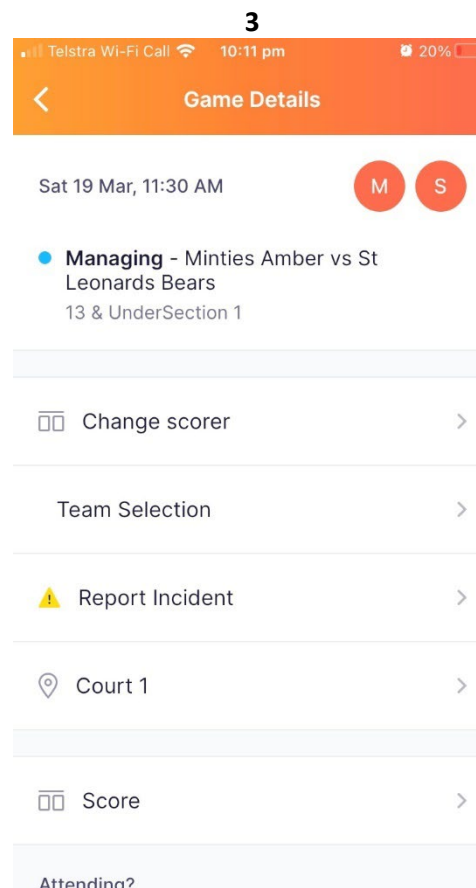 3
Telstra Wi-Fi Call 10:11 pm 20%
Game Details
Sat 19 Mar, 11:30 AM M S
Managing - Minties Amber vs St
Leonards Bears
13 & UnderSection 1
Change scorer
Team Selection
Report Incident
Court 1
Score
Attending?